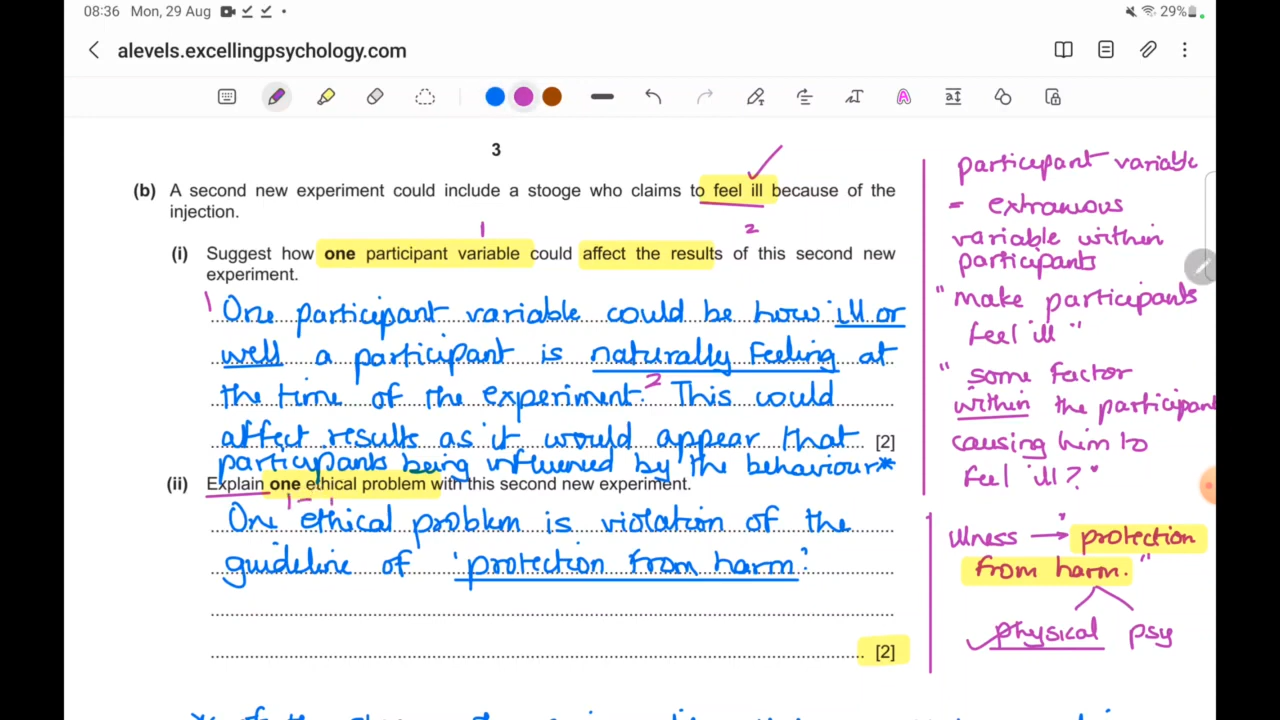 08:36 Mon, 29 Aug
29%
alevels.excellingpsychology.com
3
(b) A second new experiment could include a stooge who claims to feel ill because of the
injection.
1
2
(i) Suggest how one participant variable could affect the results of this second new
experiment.
1 One participant variable could be how ill or
well a participant is naturally feeling at
the time of the experiment. 2 This could
affect results as it would appear that [2]
participants being influenced by the behaviour*
(ii) Explain one ethical problem with this second new experiment.
One ethical problem is violation of the
guideline of 'protection from harm'.
[2]
participant variable
= extraneous
variable within
participants
"make participants
feel ill"
"some factor
within the participant
causing him to
feel ill?"
illness → "protection
from harm."
physical psy